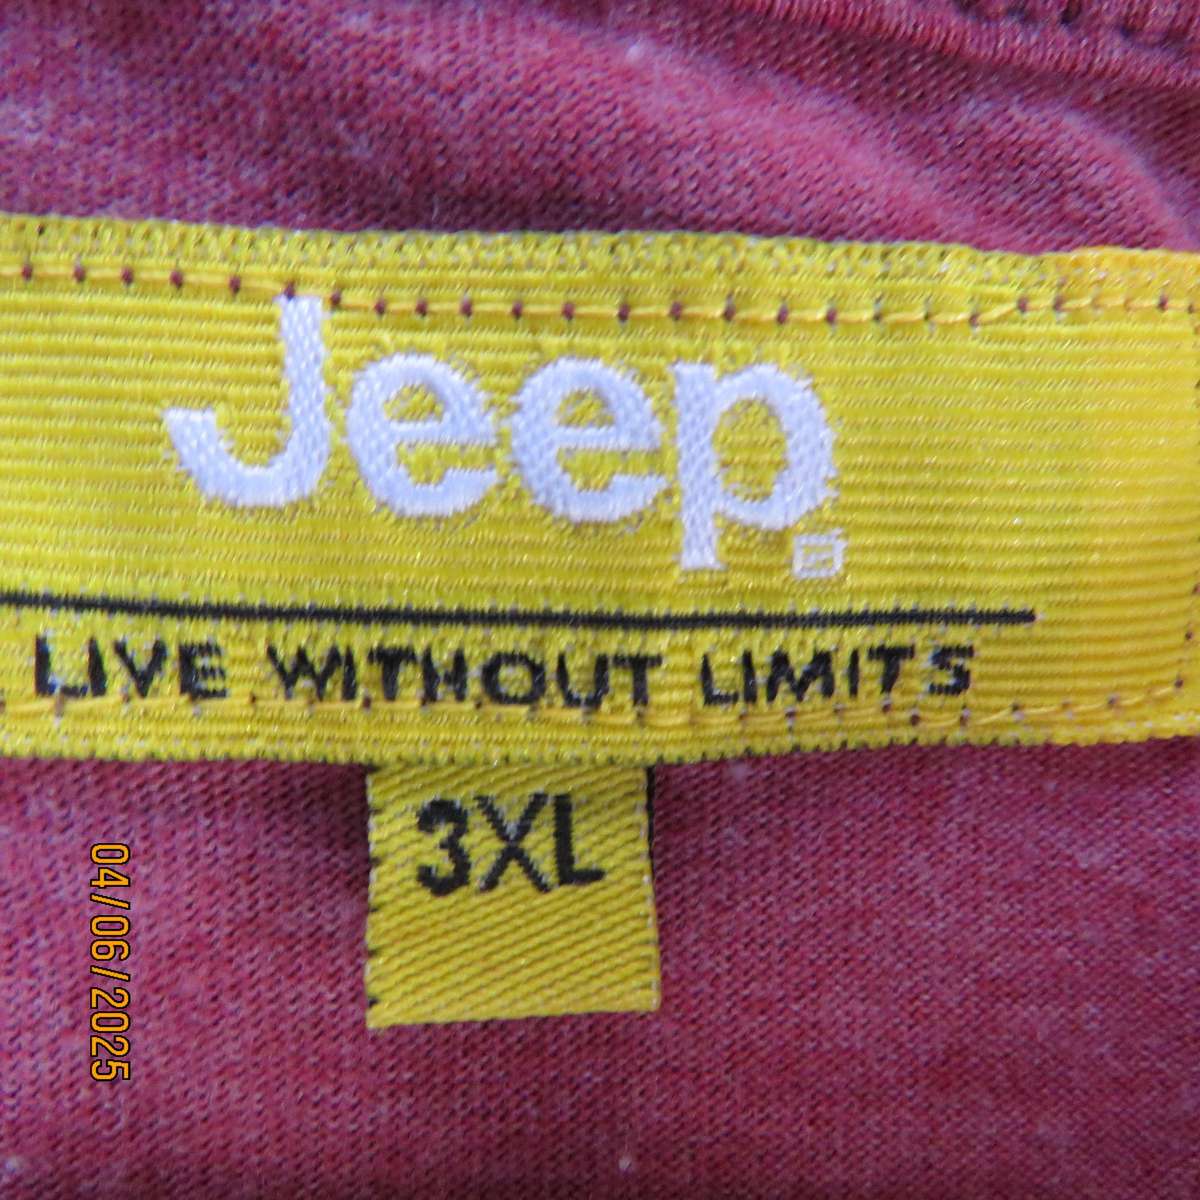 Jeep
LIVE WITHOUT LIMITS
3XL
04/06/2025